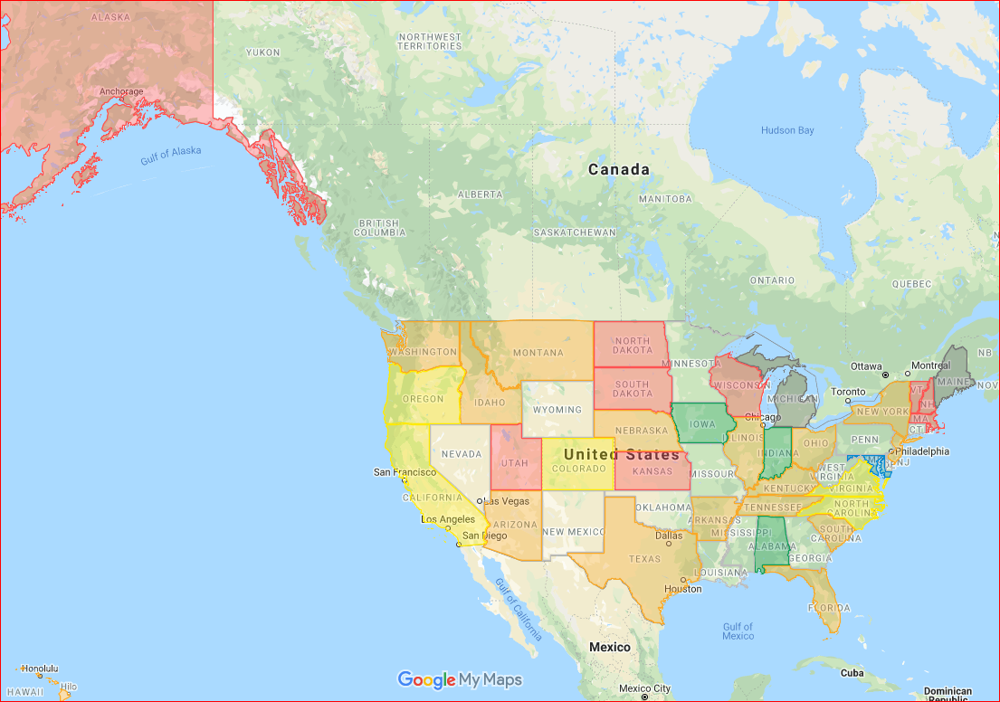 ALASKA
NORTHWEST
TERRITORIES
YUKON
Anchorage
Hudson Bay
Gulf of Alaska
Canada
ALBERTA
MANITOBA
BRITISH
COLUMBIA
SASKATCHEWAN
ONTARIO
QUEBEC
WASHINGTON
MONTANA
NORTH
DAKOTA
MINNESOTA
Ottawa
Montreal
NB
NOV
MAINE
WISCONSIN
MICHIGAN
Toronto
VT
NH
OREGON
IDAHO
SOUTH
DAKOTA
WYOMING
NEW YORK
MA
CT
RI
Chicago
IOWA
NEBRASKA
ILLINOIS
INDIANA
OHIO
PENN
Philadelphia
NEVADA
UTAH
United States
COLORADO
KANSAS
MISSOURI
WEST
VIRGINIA
MD
DE
NJ
San Francisco
CALIFORNIA
KENTUCKY
VIRGINIA
Las Vegas
OKLAHOMA
TENNESSEE
NORTH
CAROLINA
Los Angeles
ARIZONA
NEW MEXICO
ARKANSAS
MISSISSIPPI
SOUTH
CAROLINA
San Diego
Dallas
ALABAMA
GEORGIA
TEXAS
LOUISIANA
Houston
FLORIDA
Gulf of California
Gulf of
Mexico
Mexico
Honolulu
HAWAII
Hilo
Google My Maps
Cuba
Mexico City
Dominican
Republic